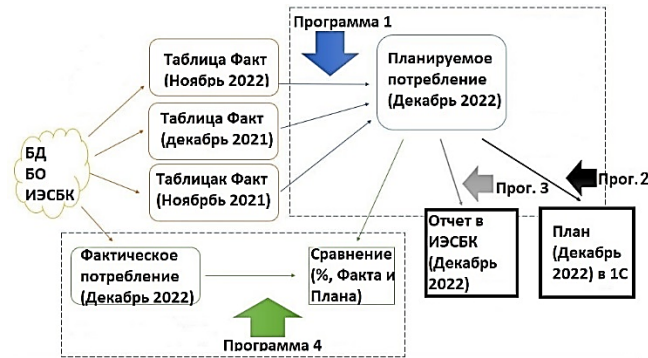 Программа 1
Таблица Факт
(Ноябрь 2022)
Планируемое
потребление
(Декабрь 2022)
Таблица Факт
(декабрь 2021)
БД
БО
ИЭСБК
Таблицак Факт
(Ноябрбь 2021)
Прог. 3
Прог. 2
Отчет в
ИЭСБК
(Декабрь
2022)
План
(Декабрь
2022) в 1С
Фактическое
потребление
(Декабрь 2022)
Сравнение
(%, Факта и
Плана)
Программа 4